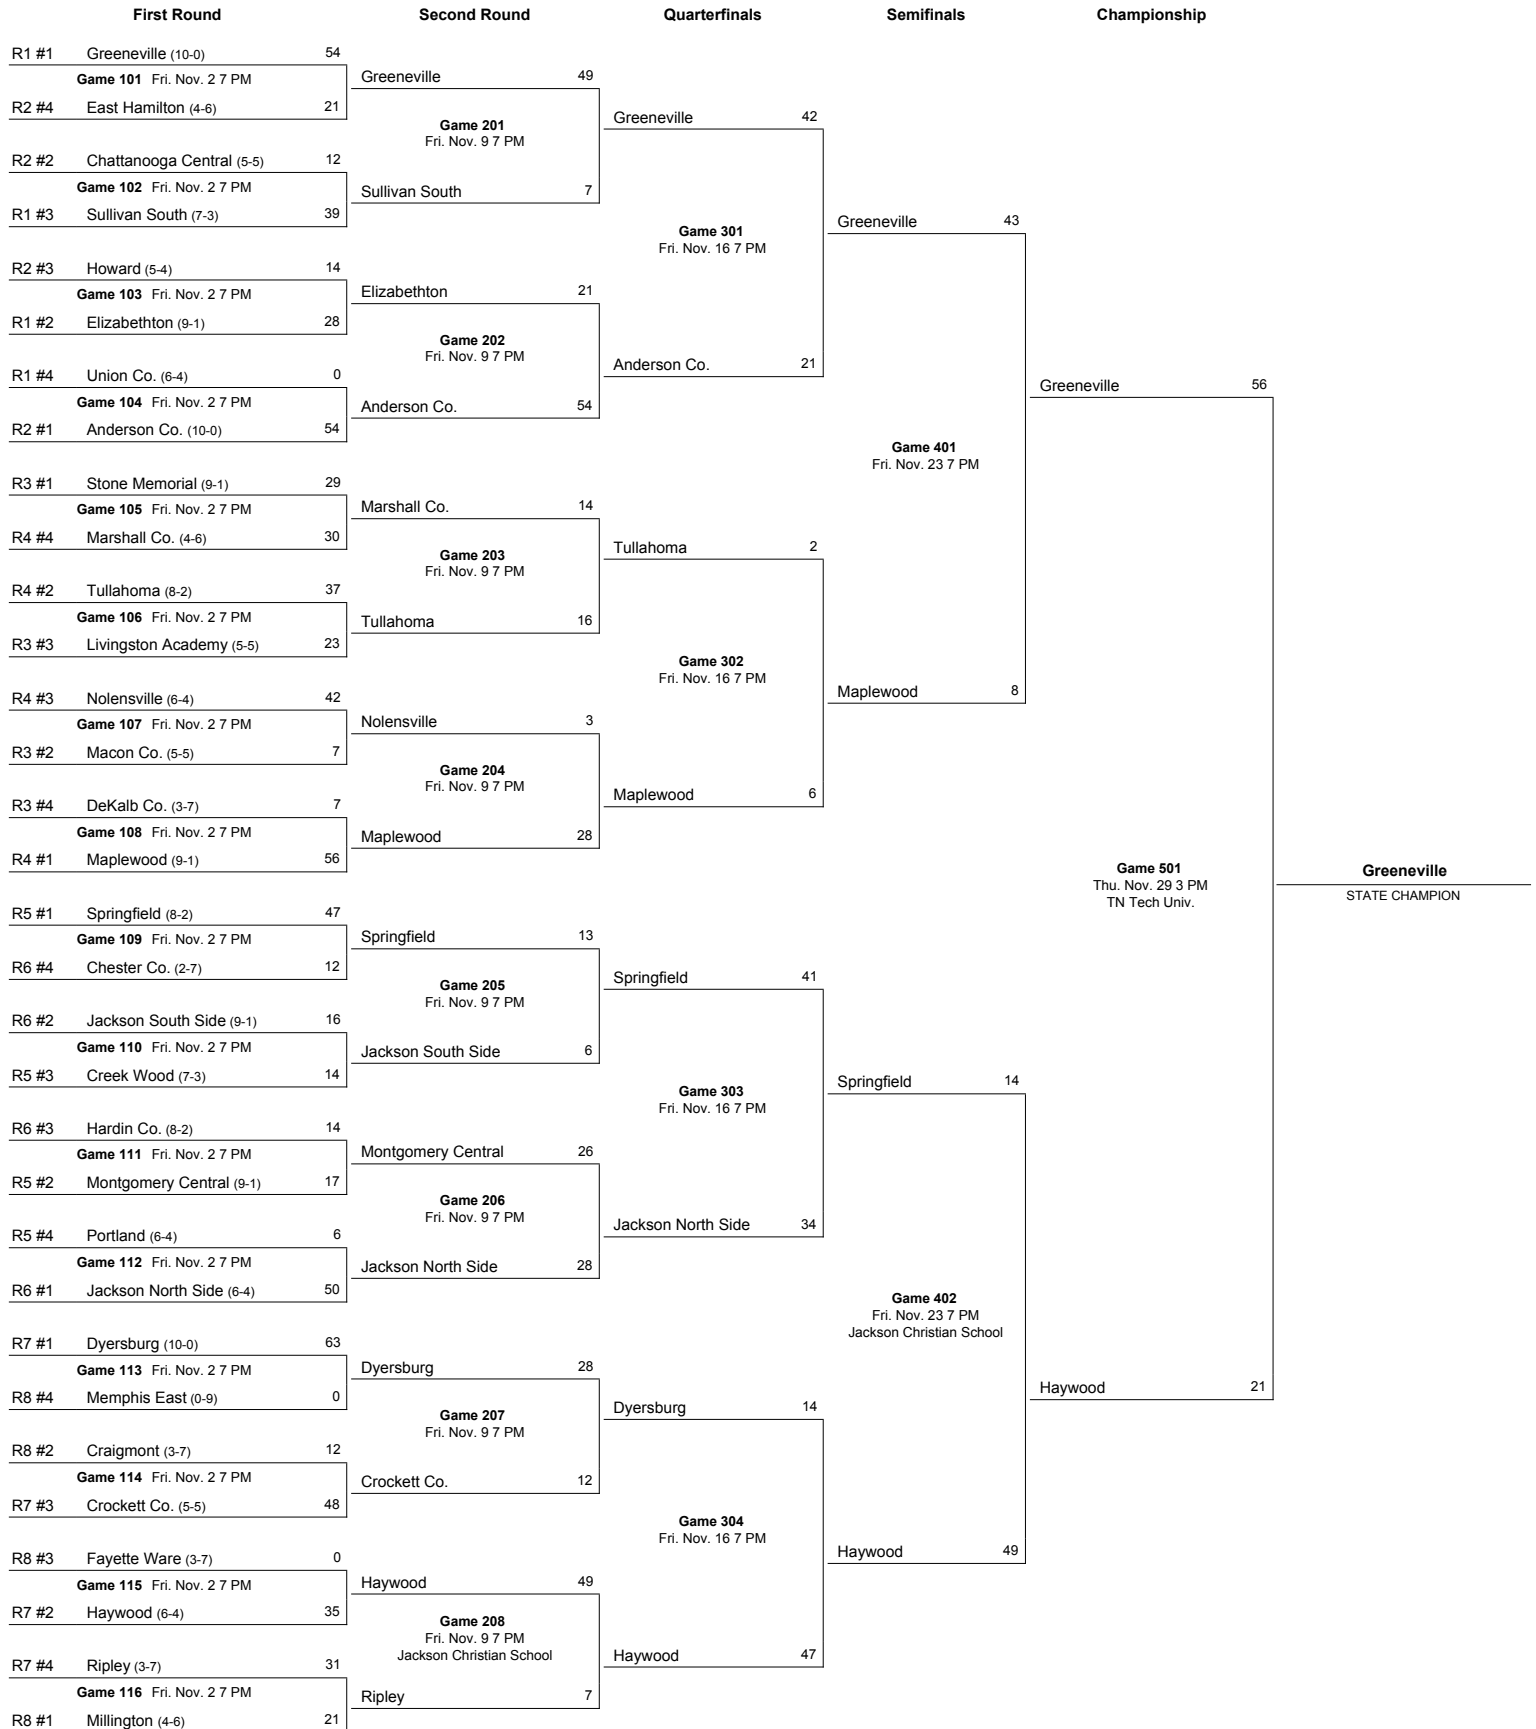 First Round Second Round Quarterfinals Semifinals Championship
R1 #1 Greeneville (10-0) 54
Game 101 Fri. Nov. 2 7 PM
R2 #4 East Hamilton (4-6) 21
R2 #2 Chattanooga Central (5-5) 12
Game 102 Fri. Nov. 2 7 PM
R1 #3 Sullivan South (7-3) 39
R2 #3 Howard (5-4) 14
Game 103 Fri. Nov. 2 7 PM
R1 #2 Elizabethton (9-1) 28
R1 #4 Union Co. (6-4) 0
Game 104 Fri. Nov. 2 7 PM
R2 #1 Anderson Co. (10-0) 54
R3 #1 Stone Memorial (9-1) 29
Game 105 Fri. Nov. 2 7 PM
R4 #4 Marshall Co. (4-6) 30
R4 #2 Tullahoma (8-2) 37
Game 106 Fri. Nov. 2 7 PM
R3 #3 Livingston Academy (5-5) 23
R4 #3 Nolensville (6-4) 42
Game 107 Fri. Nov. 2 7 PM
R3 #2 Macon Co. (5-5) 7
R3 #4 DeKalb Co. (3-7) 7
Game 108 Fri. Nov. 2 7 PM
R4 #1 Maplewood (9-1) 56
R5 #1 Springfield (8-2) 47
Game 109 Fri. Nov. 2 7 PM
R6 #4 Chester Co. (2-7) 12
R6 #2 Jackson South Side (9-1) 16
Game 110 Fri. Nov. 2 7 PM
R5 #3 Creek Wood (7-3) 14
R6 #3 Hardin Co. (8-2) 14
Game 111 Fri. Nov. 2 7 PM
R5 #2 Montgomery Central (9-1) 17
R5 #4 Portland (6-4) 6
Game 112 Fri. Nov. 2 7 PM
R6 #1 Jackson North Side (6-4) 50
R7 #1 Dyersburg (10-0) 63
Game 113 Fri. Nov. 2 7 PM
R8 #4 Memphis East (0-9) 0
R8 #2 Craigmont (3-7) 12
Game 114 Fri. Nov. 2 7 PM
R7 #3 Crockett Co. (5-5) 48
R8 #3 Fayette Ware (3-7) 0
Game 115 Fri. Nov. 2 7 PM
R7 #2 Haywood (6-4) 35
R7 #4 Ripley (3-7) 31
Game 116 Fri. Nov. 2 7 PM
R8 #1 Millington (4-6) 21
Greeneville 49
Game 201
Fri. Nov. 9 7 PM
Sullivan South 7
Elizabethton 21
Game 202
Fri. Nov. 9 7 PM
Anderson Co. 54
Marshall Co. 14
Game 203
Fri. Nov. 9 7 PM
Tullahoma 16
Nolensville 3
Game 204
Fri. Nov. 9 7 PM
Maplewood 28
Springfield 13
Game 205
Fri. Nov. 9 7 PM
Jackson South Side 6
Montgomery Central 26
Game 206
Fri. Nov. 9 7 PM
Jackson North Side 28
Dyersburg 28
Game 207
Fri. Nov. 9 7 PM
Crockett Co. 12
Haywood 49
Game 208
Fri. Nov. 9 7 PM
Jackson Christian School
Ripley 7
Greeneville 42
Game 301
Fri. Nov. 16 7 PM
Anderson Co. 21
Tullahoma 2
Game 302
Fri. Nov. 16 7 PM
Maplewood 6
Springfield 41
Game 303
Fri. Nov. 16 7 PM
Jackson North Side 34
Dyersburg 14
Game 304
Fri. Nov. 16 7 PM
Haywood 47
Greeneville 43
Game 401
Fri. Nov. 23 7 PM
Maplewood 8
Springfield 14
Game 402
Fri. Nov. 23 7 PM
Jackson Christian School
Haywood 49
Greeneville 56
Game 501
Thu. Nov. 29 3 PM
TN Tech Univ.
Haywood 21
Greeneville
STATE CHAMPION